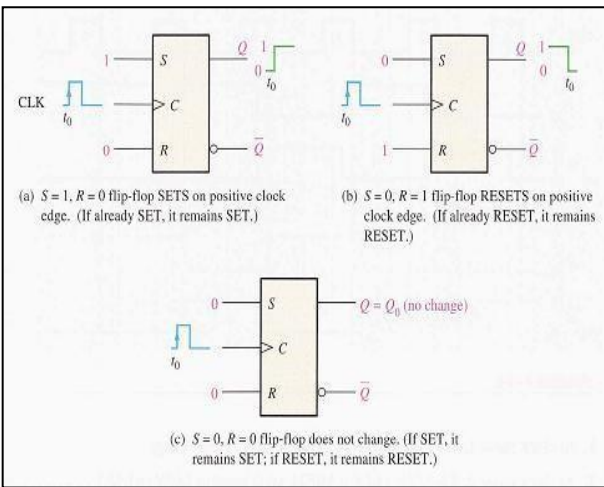 1 S Q 1
0
t0
CLK C
t0
0 R Q̅
(a) S = 1, R = 0 flip-flop SETS on positive clock
edge. (If already SET, it remains SET.)
0 S Q 1
0
t0
C
t0
1 R Q̅
(b) S = 0, R = 1 flip-flop RESETS on positive
clock edge. (If already RESET, it remains
RESET.)
0 S Q = Q0 (no change)
C
t0
0 R Q̅
(c) S = 0, R = 0 flip-flop does not change. (If SET, it
remains SET; if RESET, it remains RESET.)